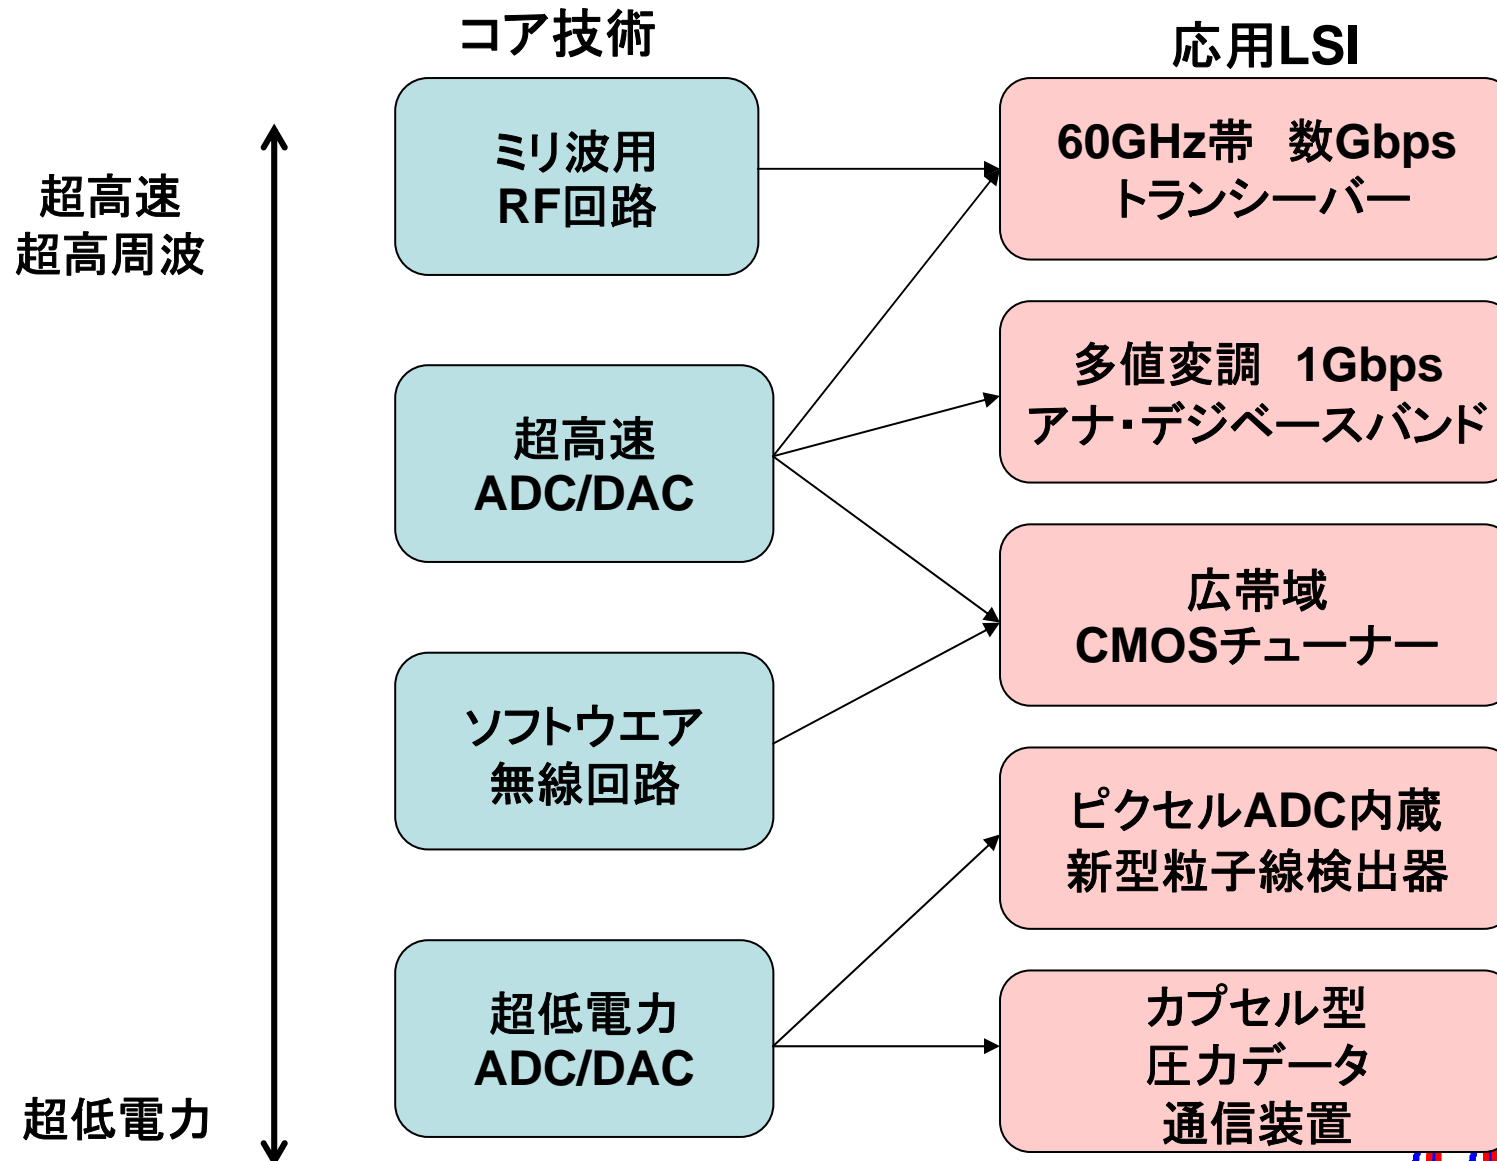 コア技術
応用LSI
超高速
超高周波
ミリ波用
RF回路
60GHz帯　数Gbps
トランシーバー
超高速
ADC/DAC
多値変調　1Gbps
アナ・デジベースバンド
ソフトウエア
無線回路
広帯域
CMOSチューナー
超低電力
ADC/DAC
ピクセルADC内蔵
新型粒子線検出器
カプセル型
圧力データ
通信装置
超低電力